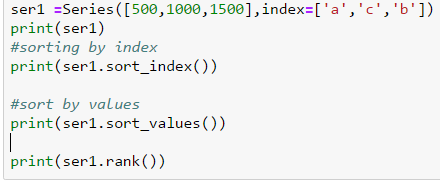 ser1 =Series([500,1000,1500],index=['a','c','b'])
print(ser1)
#sorting by index
print(ser1.sort_index())
#sort by values
print(ser1.sort_values())
print(ser1.rank())